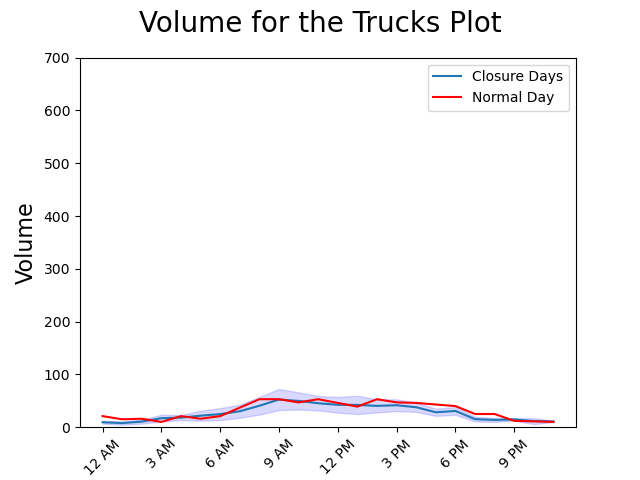 Volume for the Trucks Plot
Volume
700
600
500
400
300
200
100
0
Closure Days
Normal Day
12 AM
3 AM
6 AM
9 AM
12 PM
3 PM
6 PM
9 PM